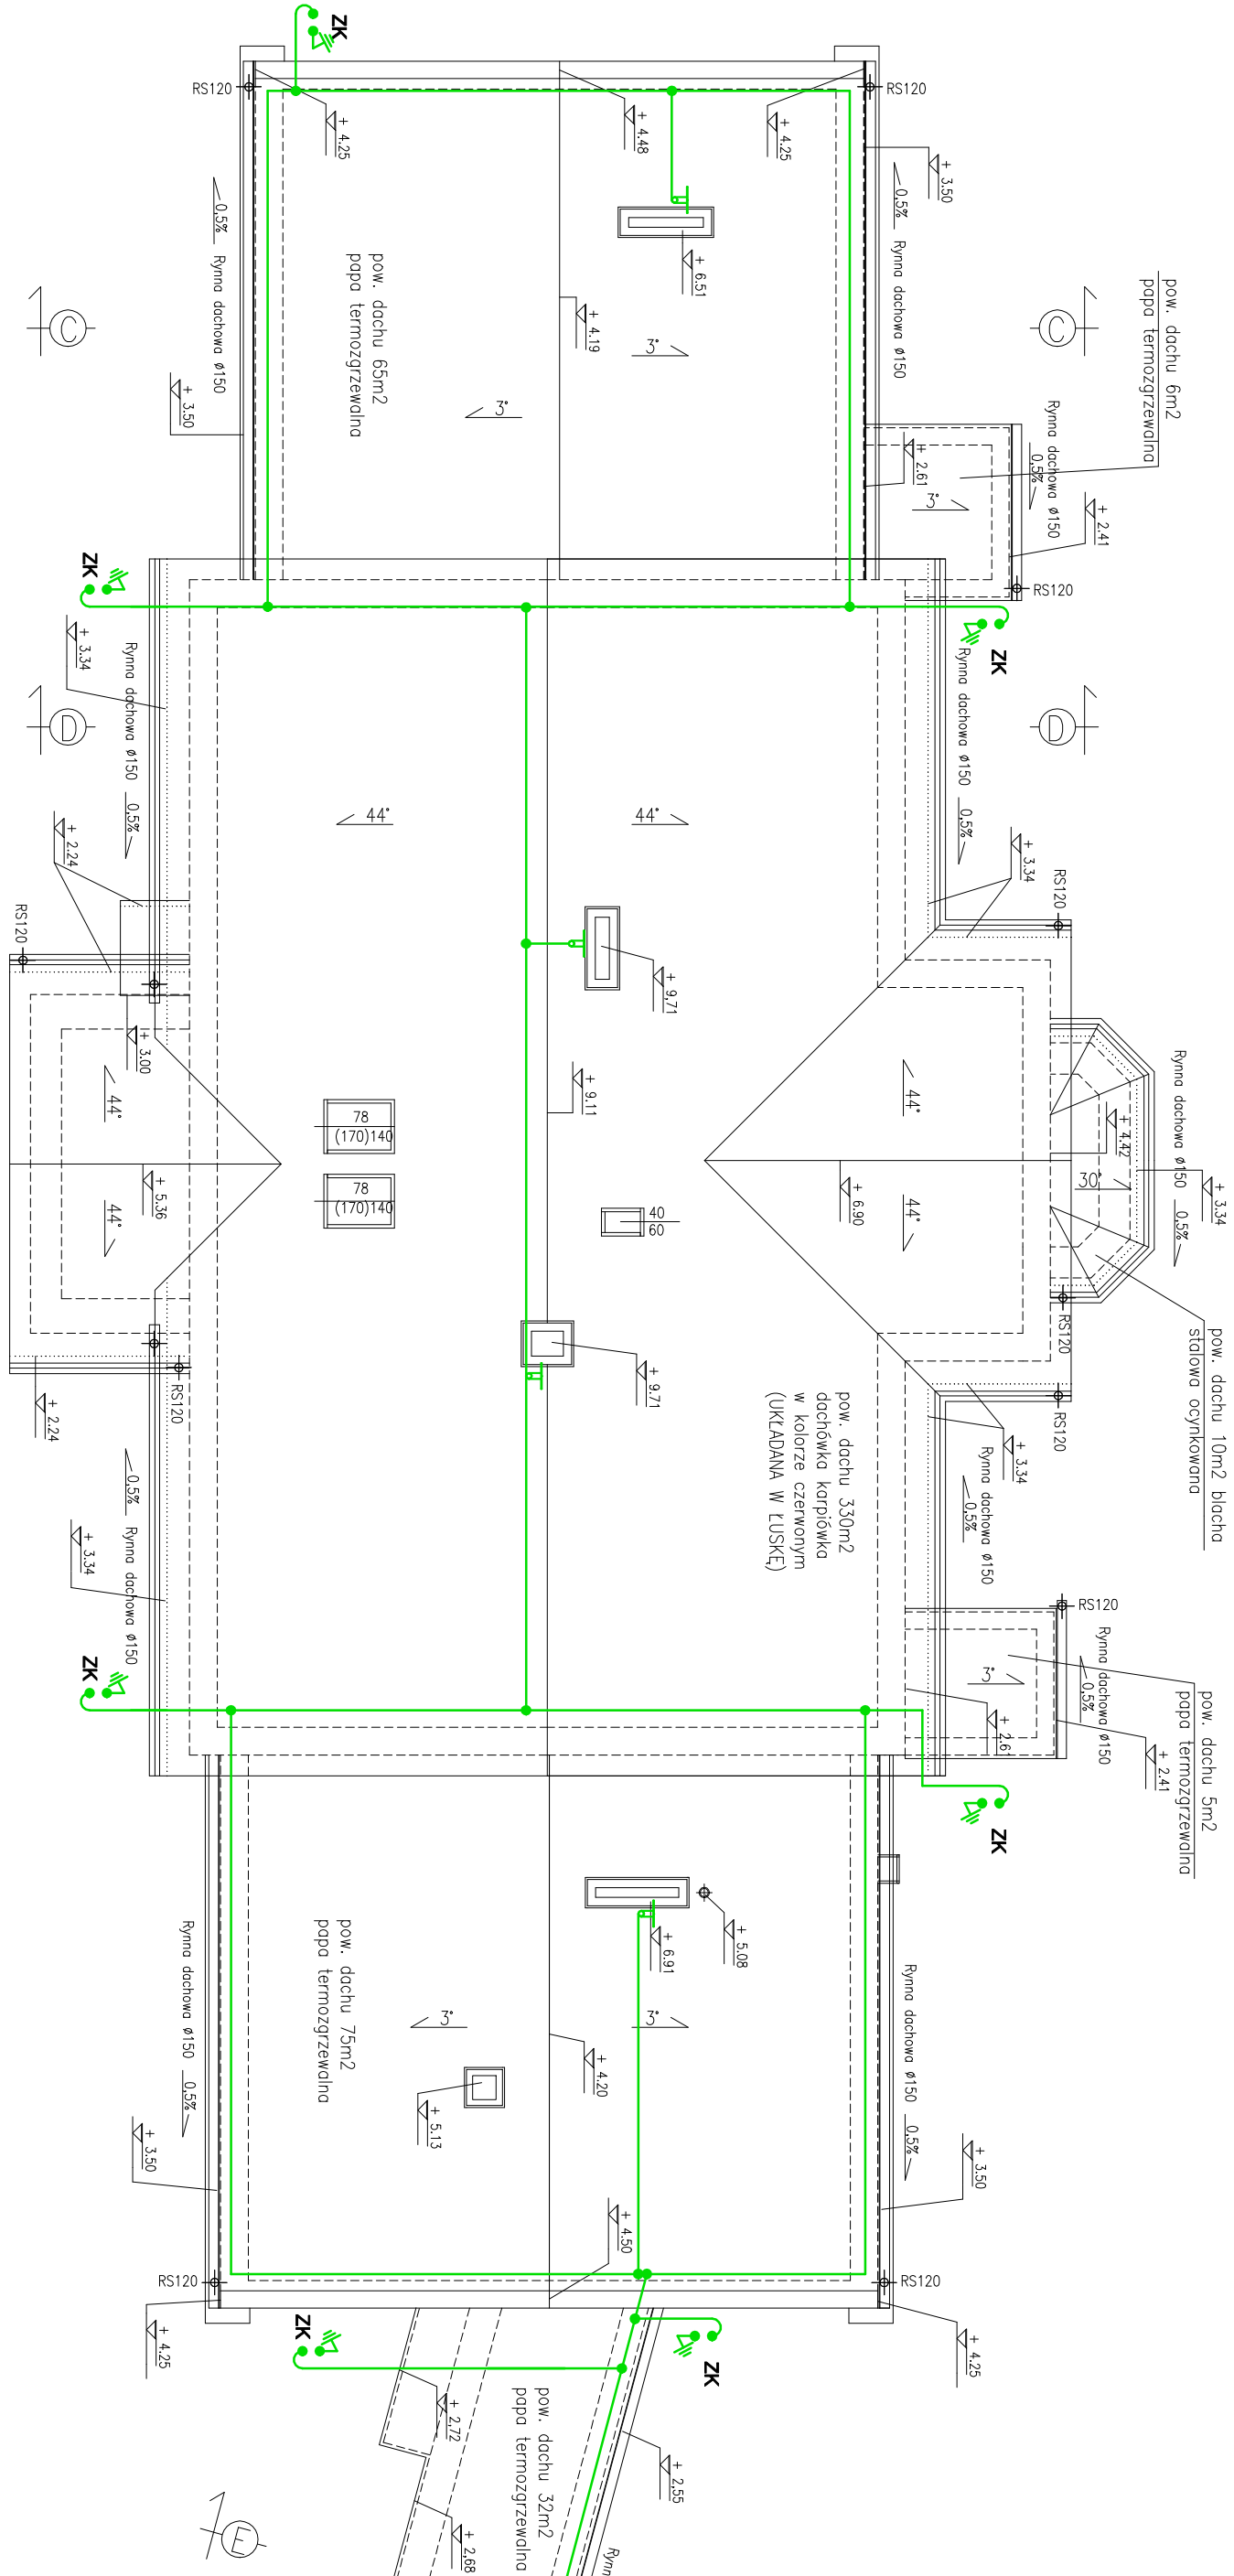 ZK
RS120
RS120
+ 4.25
+ 4.48
+ 4.25
+ 3.50
0,5%
Rynna dachowa ø150
0,5%
Rynna dachowa ø150
+ 6.51
pow. dachu 65m2
papa termozgrzewalna
+ 4.19
3°
3°
C
C
pow. dachu 6m2
papa termozgrzewalna
+ 3.50
Rynna dachowa ø150
0,5%
+ 2.61
3°
+ 2.41
RS120
ZK
ZK
+ 3.34
Rynna dachowa ø150
0,5%
Rynna dachowa ø150
0,5%
D
D
44°
44°
+ 2.24
+ 3.34
RS120
RS120
+ 9,71
+ 3.00
44°
+ 9.11
44°
Rynna dachowa ø150
0,5%
+ 4.42
30°
+ 3.34
78
(170)140
78
(170)140
+ 5.36
44°
40
60
+ 6.90
44°
RS120
RS120
RS120
+ 2.24
+ 9.71
pow. dachu 330m2
dachówka karpiówka
w kolorze czerwonym
(UKŁADANA W ŁUSKĘ)
pow. dachu 10m2 blacha
stalowa ocynkowana
+ 3.34
Rynna dachowa ø150
0,5%
0,5%
Rynna dachowa ø150
+ 3.34
RS120
Rynna dachowa ø150
0,5%
3°
pow. dachu 5m2
papa termozgrzewalna
+ 2.41
ZK
ZK
+ 6.91
+ 5.08
Rynna dachowa ø150
0,5%
pow. dachu 75m2
papa termozgrzewalna
Rynna dachowa ø150
0,5%
3°
3°
+ 4.20
+ 5.13
+ 3.50
+ 3.50
+ 4.50
RS120
RS120
+ 4.25
+ 4.25
ZK
ZK
+ 2,72
pow. dachu 32m2
papa termozgrzewalna
+ 2,55
+ 2,68
E